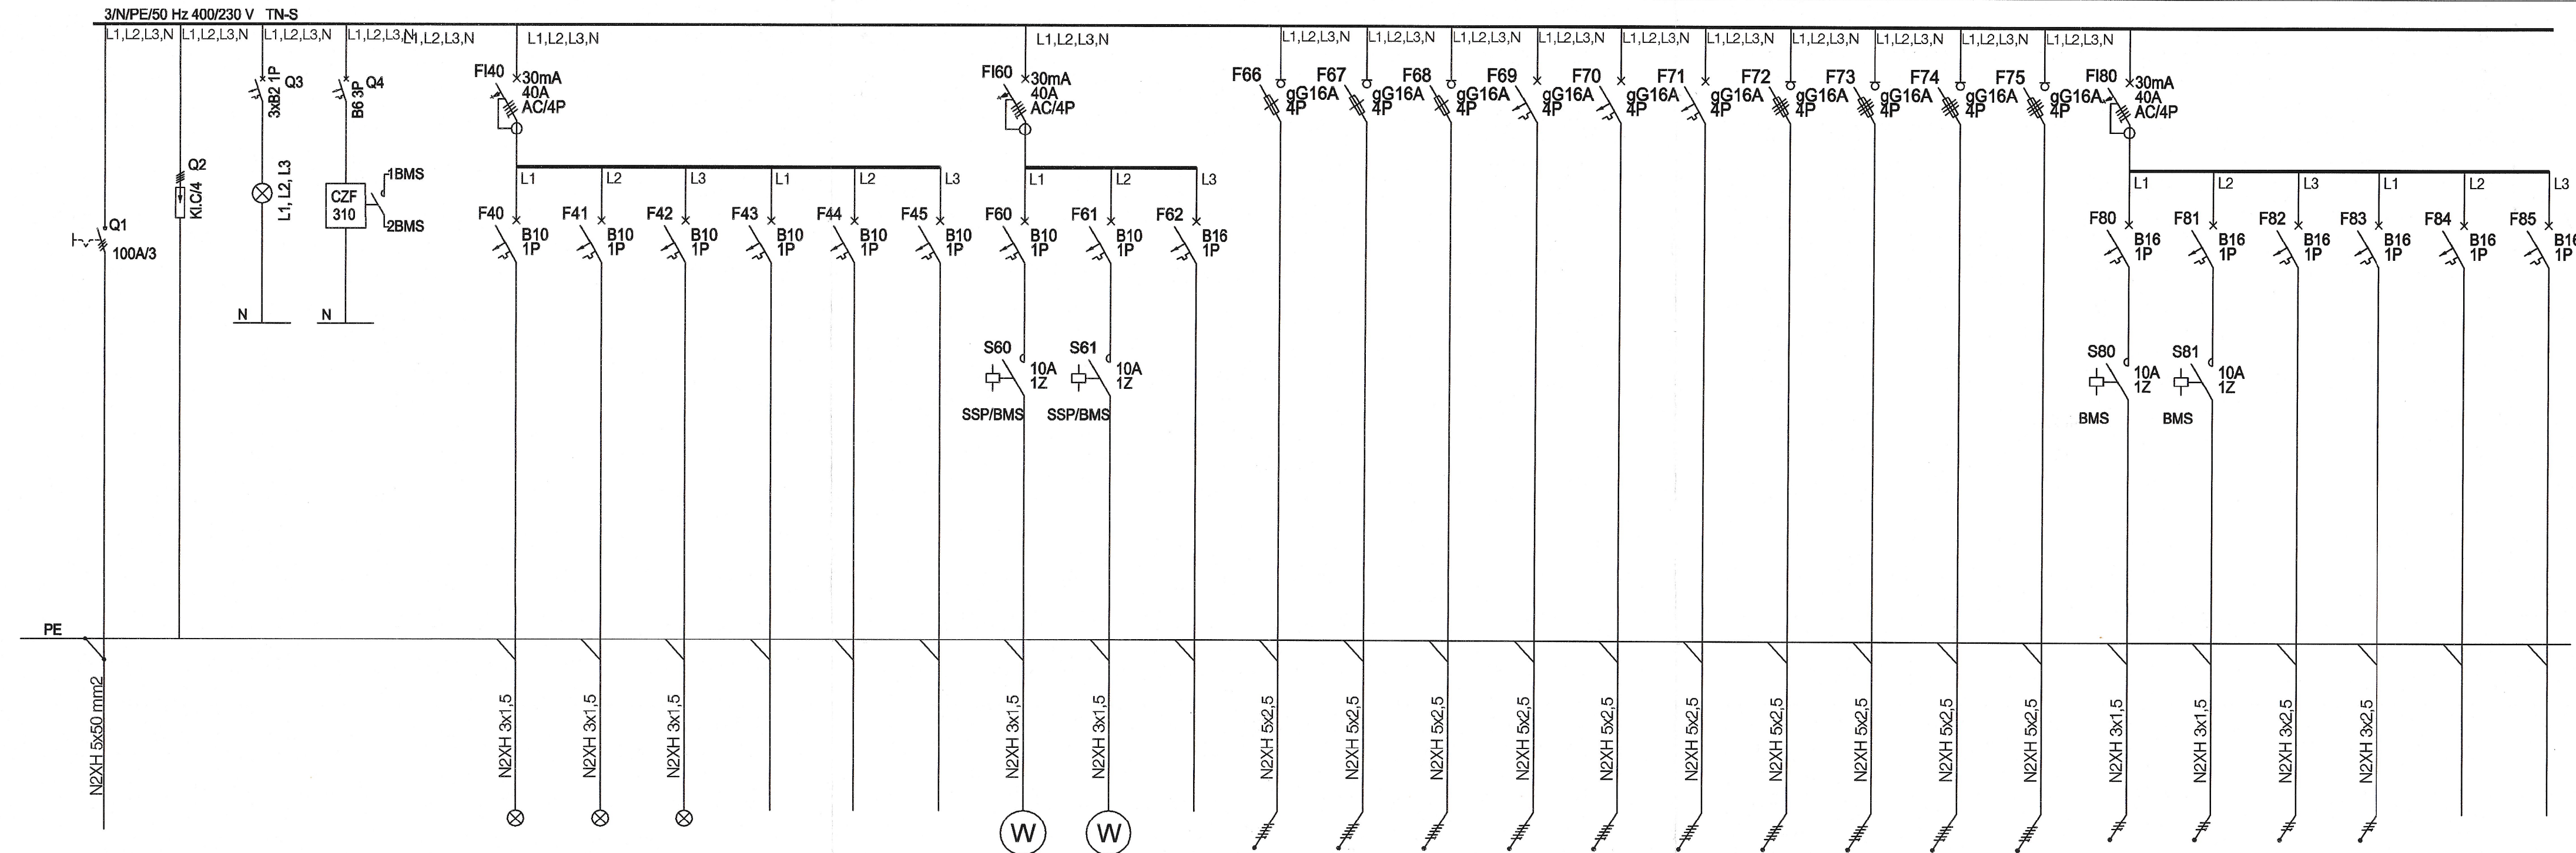 3/N/PE/50 Hz 400/230 V TN-S
L1,L2,L3,N L1,L2,L3,N L1,L2,L3,N L1,L2,L3,N L1,L2,L3,N L1,L2,L3,N L1,L2,L3,N L1,L2,L3,N L1,L2,L3,N L1,L2,L3,N L1,L2,L3,N L1,L2,L3,N L1,L2,L3,N L1,L2,L3,N L1,L2,L3,N L1,L2,L3,N L1,L2,L3,N
Q1
100A/3
Q2
Kl.C/4
Q3
3xB2 1P
L1, L2, L3
N
Q4
B6 3P
CZF
310
1BMS
2BMS
N
FI40
30mA
40A
AC/4P
L1 L2 L3 L1 L2 L3
F40 B10 1P
F41 B10 1P
F42 B10 1P
F43 B10 1P
F44 B10 1P
F45 B10 1P
FI60
30mA
40A
AC/4P
L1 L2 L3
F60 B10 1P
F61 B10 1P
F62 B16 1P
S60 10A 1Z
SSP/BMS
S61 10A 1Z
SSP/BMS
F66 gG16A 4P
F67 gG16A 4P
F68 gG16A 4P
F69 gG16A 4P
F70 gG16A 4P
F71 gG16A 4P
F72 gG16A 4P
F73 gG16A 4P
F74 gG16A 4P
F75 gG16A 4P
FI80
30mA
40A
AC/4P
L1 L2 L3 L1 L2 L3
F80 B16 1P
F81 B16 1P
F82 B16 1P
F83 B16 1P
F84 B16 1P
F85 B16 1P
S80 10A 1Z
BMS
S81 10A 1Z
BMS
PE
N2XH 5x50 mm2
N2XH 3x1,5
N2XH 3x1,5
N2XH 3x1,5
N2XH 3x1,5
N2XH 3x1,5
N2XH 5x2,5
N2XH 5x2,5
N2XH 5x2,5
N2XH 5x2,5
N2XH 5x2,5
N2XH 5x2,5
N2XH 5x2,5
N2XH 5x2,5
N2XH 5x2,5
N2XH 5x2,5
N2XH 3x1,5
N2XH 3x1,5
N2XH 3x2,5
N2XH 3x2,5
W W